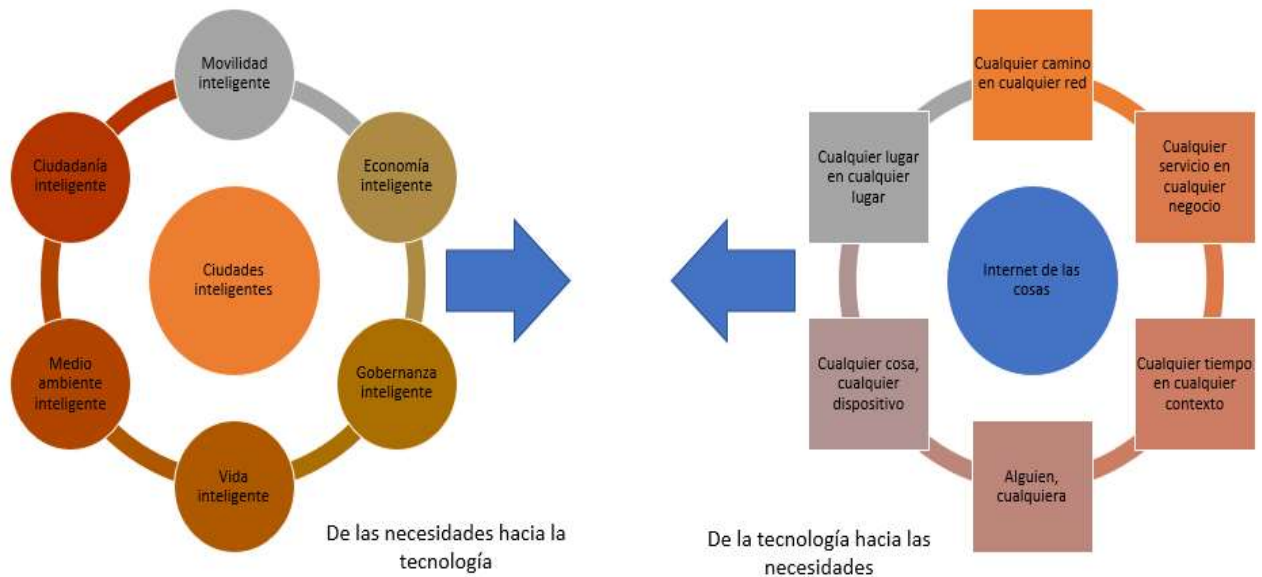 Movilidad
inteligente
Economía
inteligente
Gobernanza
inteligente
Vida
inteligente
Medio
ambiente
inteligente
Ciudadanía
inteligente
Ciudades
inteligentes
De las necesidades hacia la
tecnología
Cualquier camino
en cualquier red
Cualquier
servicio en
cualquier
negocio
Cualquier tiempo
en cualquier
contexto
Alguien,
cualquiera
Cualquier cosa,
cualquier
dispositivo
Cualquier lugar
en cualquier
lugar
Internet de las
cosas
De la tecnología hacia las
necesidades